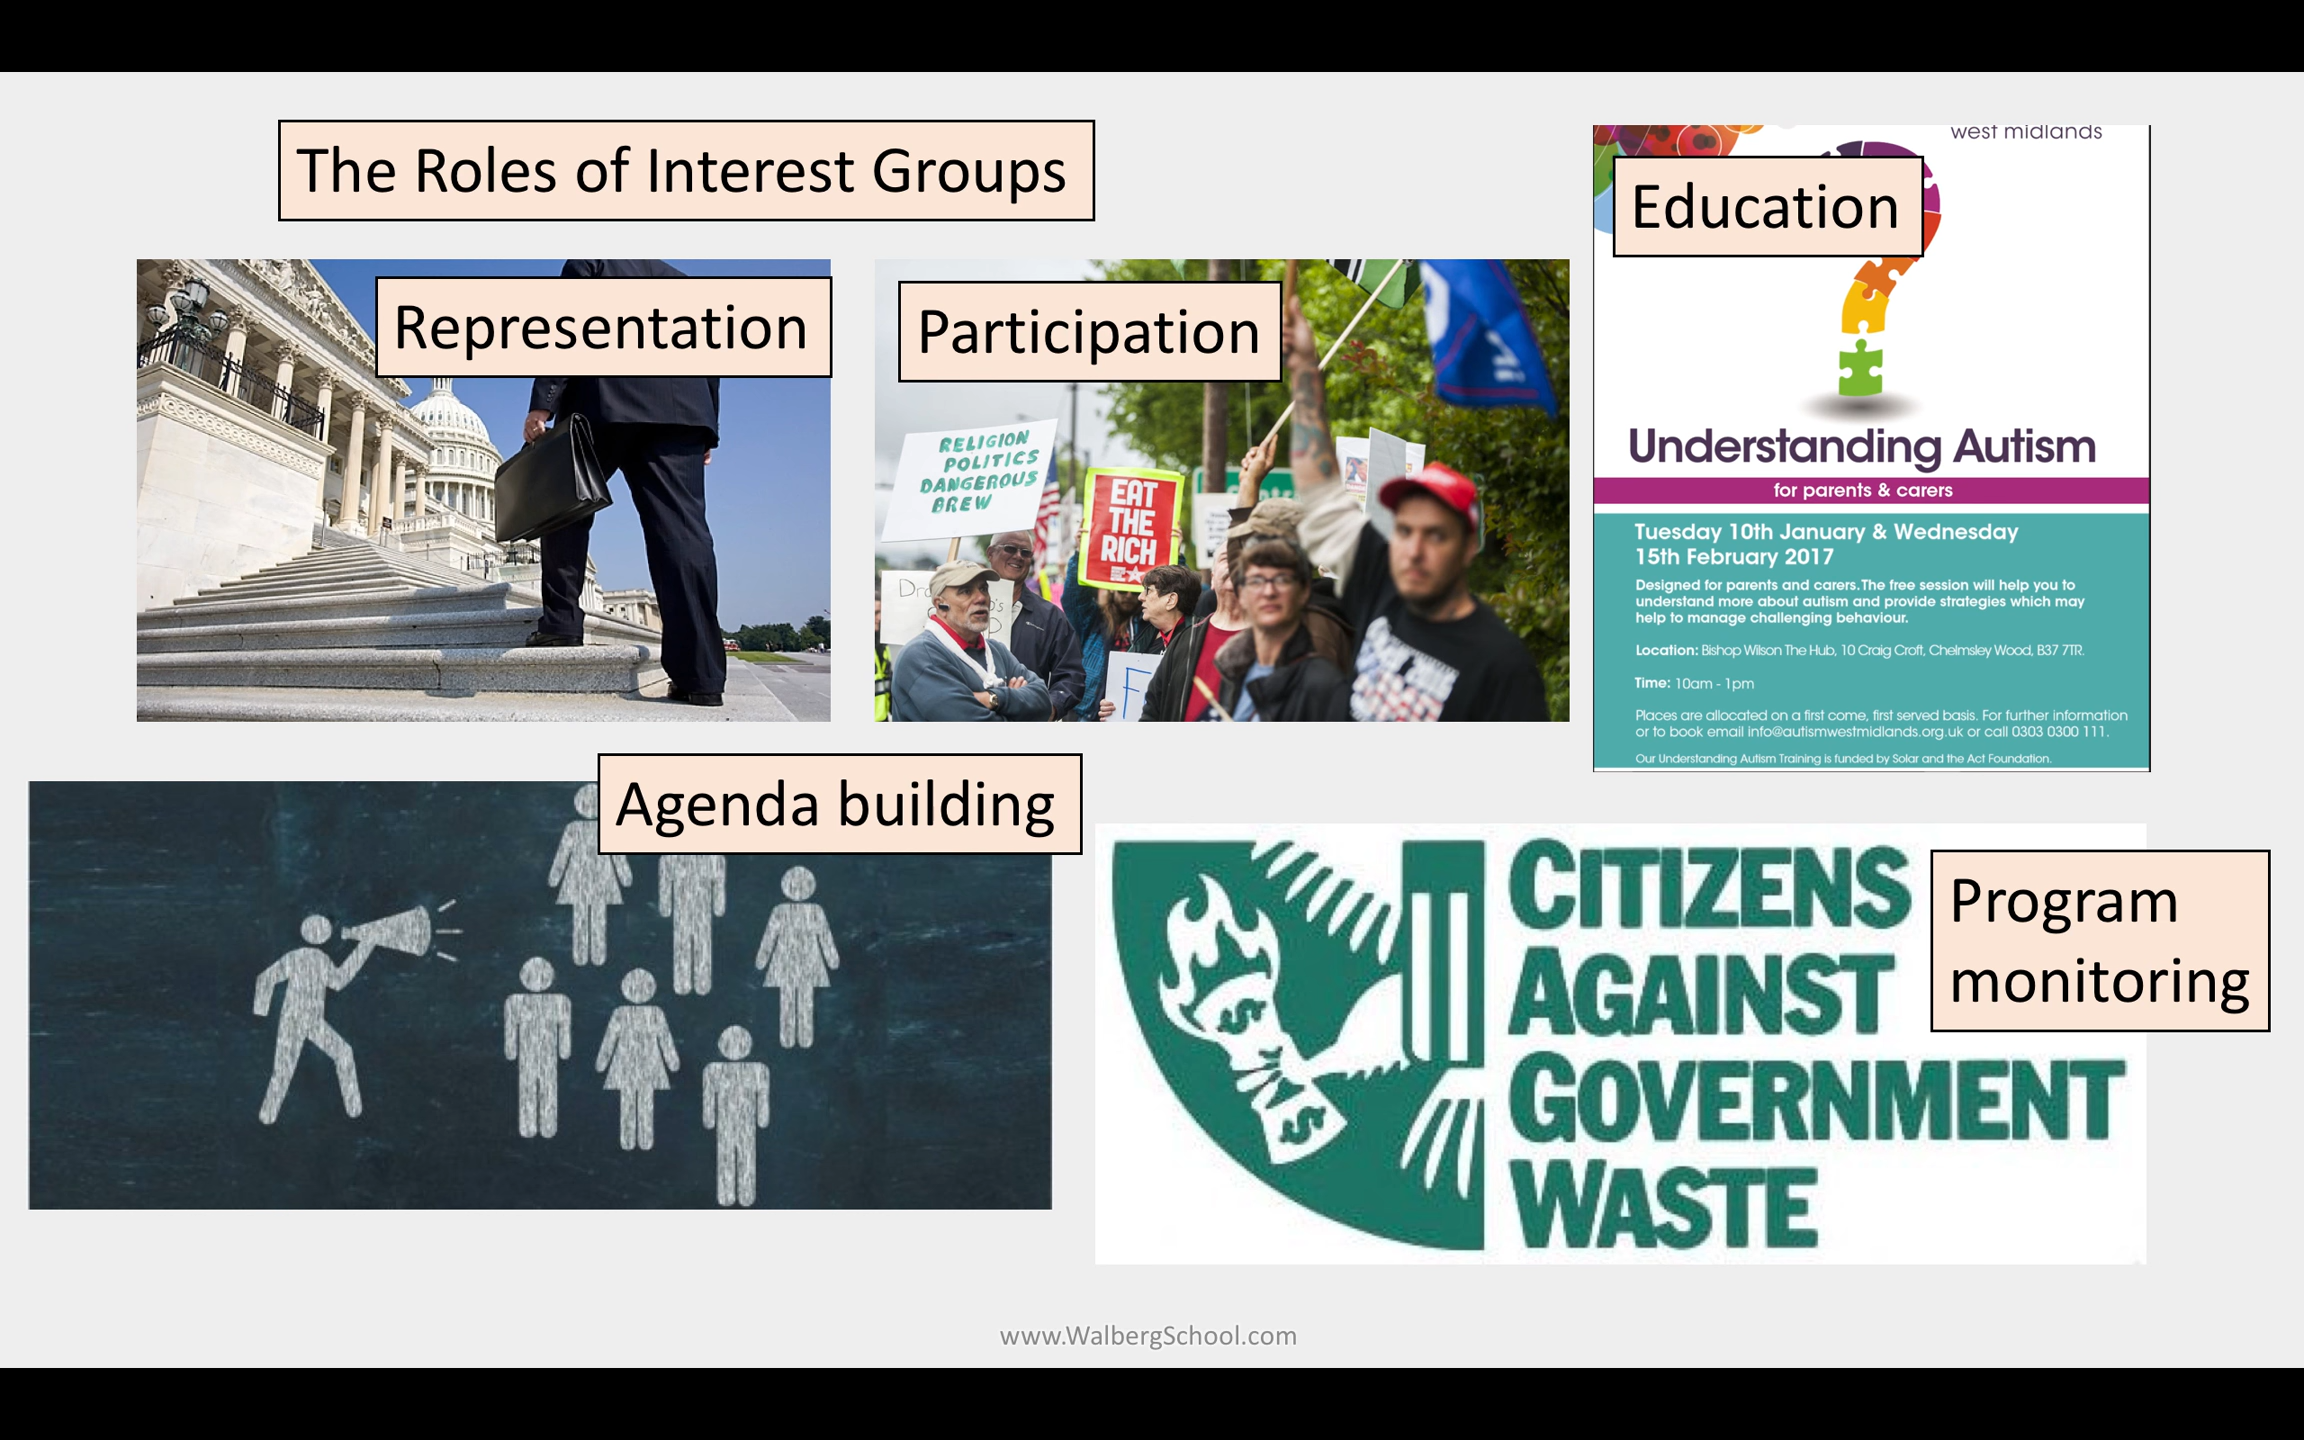 The Roles of Interest Groups
Representation
Participation
RELIGION
POLITICS
DANGEROUS
BREW
EAT
THE
RICH
F
west midlands
Education
Understanding Autism
for parents & carers
Tuesday 10th January & Wednesday
15th February 2017
Designed for parents and carers. The free session will help you to
understand more about autism and provide strategies which may
help to manage challenging behaviour.
Location: Bishop Wilson The Hub, 10 Craig Croft, Chelmsley Wood, B37 7TR.
Time: 10am - 1pm
Places are allocated on a first come, first served basis. For further information
or to book email info@autismwestmidlands.org.uk or call 0303 0300 111.
Our Understanding Autism Training is funded by Solar and the Act Foundation.
Agenda building
CITIZENS
AGAINST
GOVERNMENT
WASTE
Program
monitoring
www.WalbergSchool.com